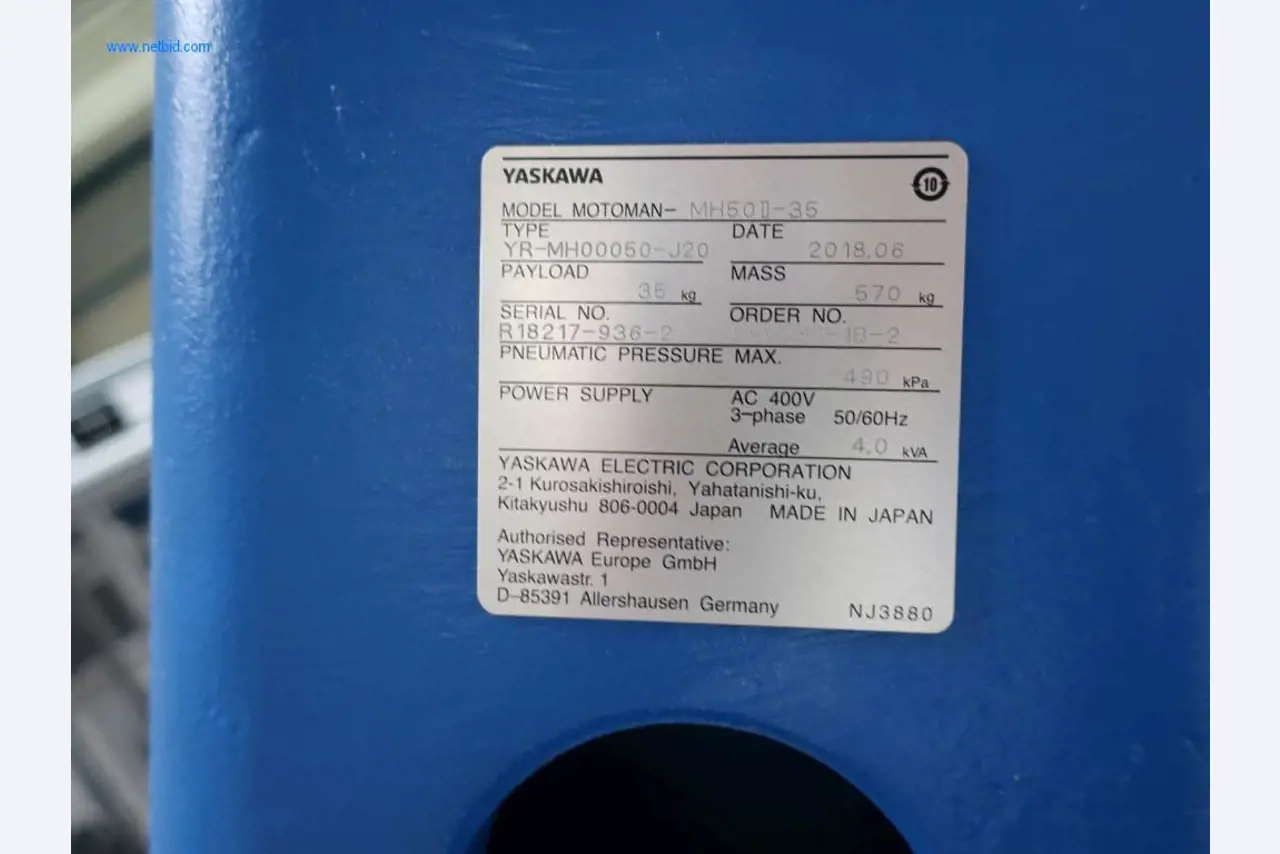 www.netbid.com
YASKAWA
10
MODEL MOTOMAN- MH50Ⅱ-35
TYPE DATE
YR-MH00050-J20 2018.06
PAYLOAD MASS
35 kg 570 kg
SERIAL NO. ORDER NO.
R18217-936-2 -1B-2
PNEUMATIC PRESSURE MAX.
490 kPa
POWER SUPPLY AC 400V
3-phase 50/60Hz
Average 4.0 kVA
YASKAWA ELECTRIC CORPORATION
2-1 Kurosakishiroishi, Yahatanishi-ku,
Kitakyushu 806-0004 Japan MADE IN JAPAN
Authorised Representative:
YASKAWA Europe GmbH
Yaskawastr. 1
D-85391 Allershausen Germany NJ3880